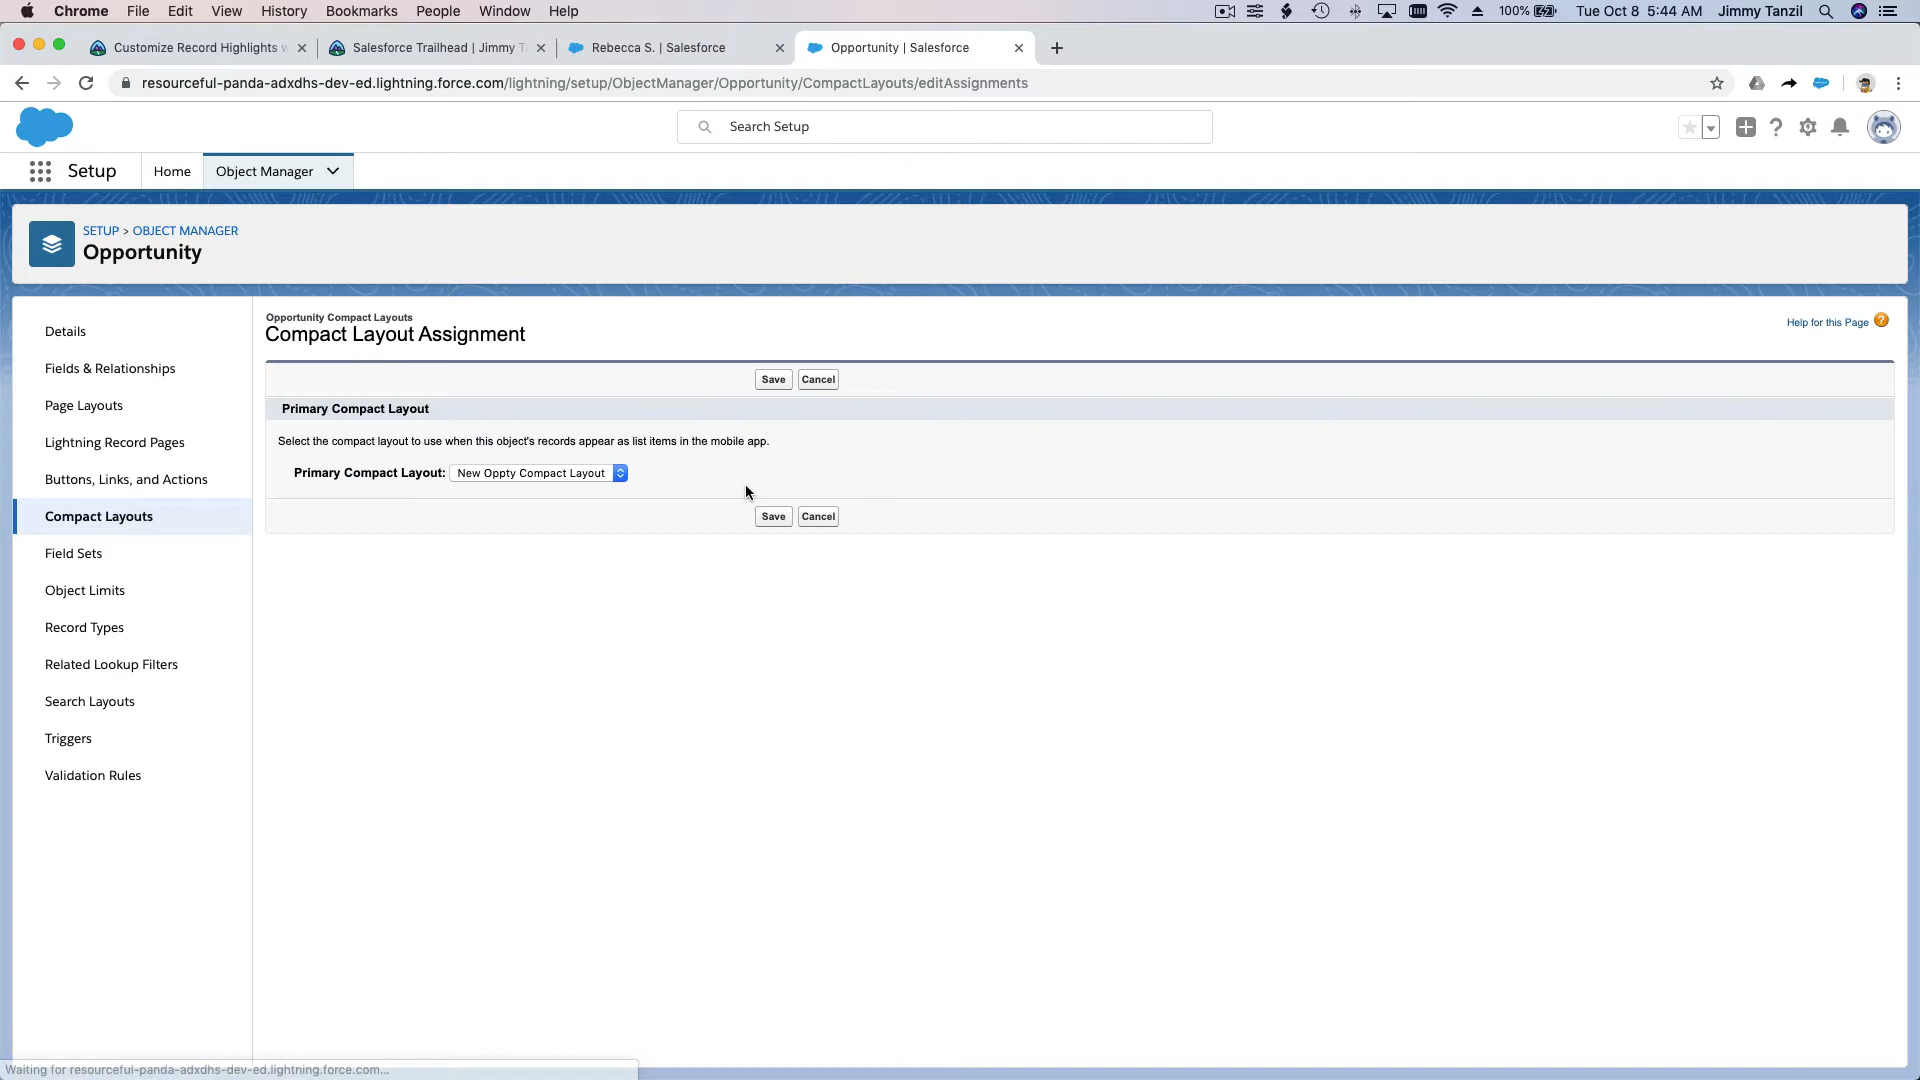 Chrome File Edit View History Bookmarks People Window Help 100% Tue Oct 8 5:44 AM Jimmy Tanzil
Customize Record Highlights Salesforce Trailhead | Jimmy T Rebecca S. | Salesforce Opportunity | Salesforce
resourceful-panda-adxdhs-dev-ed.lightning.force.com/lightning/setup/ObjectManager/Opportunity/CompactLayouts/editAssignments
Search Setup
Setup Home Object Manager
SETUP > OBJECT MANAGER
Opportunity
Details
Fields & Relationships
Page Layouts
Lightning Record Pages
Buttons, Links, and Actions
Compact Layouts
Field Sets
Object Limits
Record Types
Related Lookup Filters
Search Layouts
Triggers
Validation Rules
Opportunity Compact Layouts
Compact Layout Assignment
Help for this Page
Save Cancel
Primary Compact Layout
Select the compact layout to use when this object's records appear as list items in the mobile app.
Primary Compact Layout: New Oppty Compact Layout
Save Cancel
Waiting for resourceful-panda-adxdhs-dev-ed.lightning.force.com...